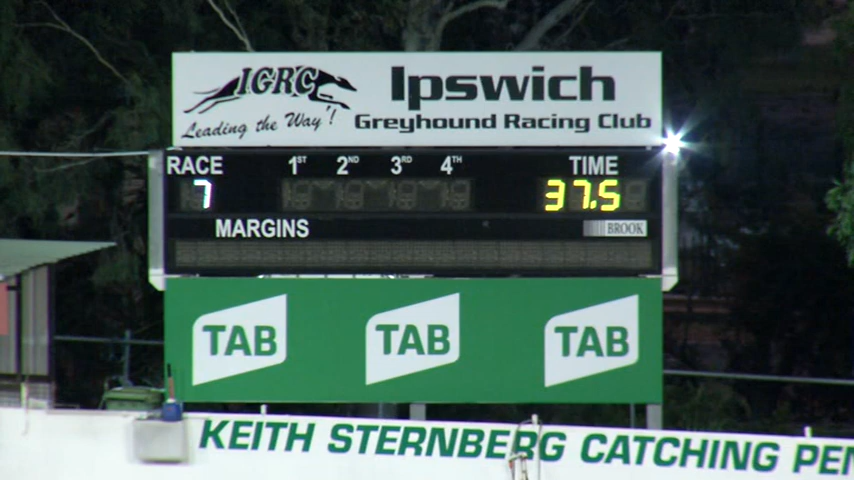 IGRC
Leading the Way!
Ipswich
Greyhound Racing Club
RACE 1ST 2ND 3RD 4TH TIME
7 37.5
MARGINS BROOK
TAB TAB TAB
KEITH STERNBERG CATCHING PEN